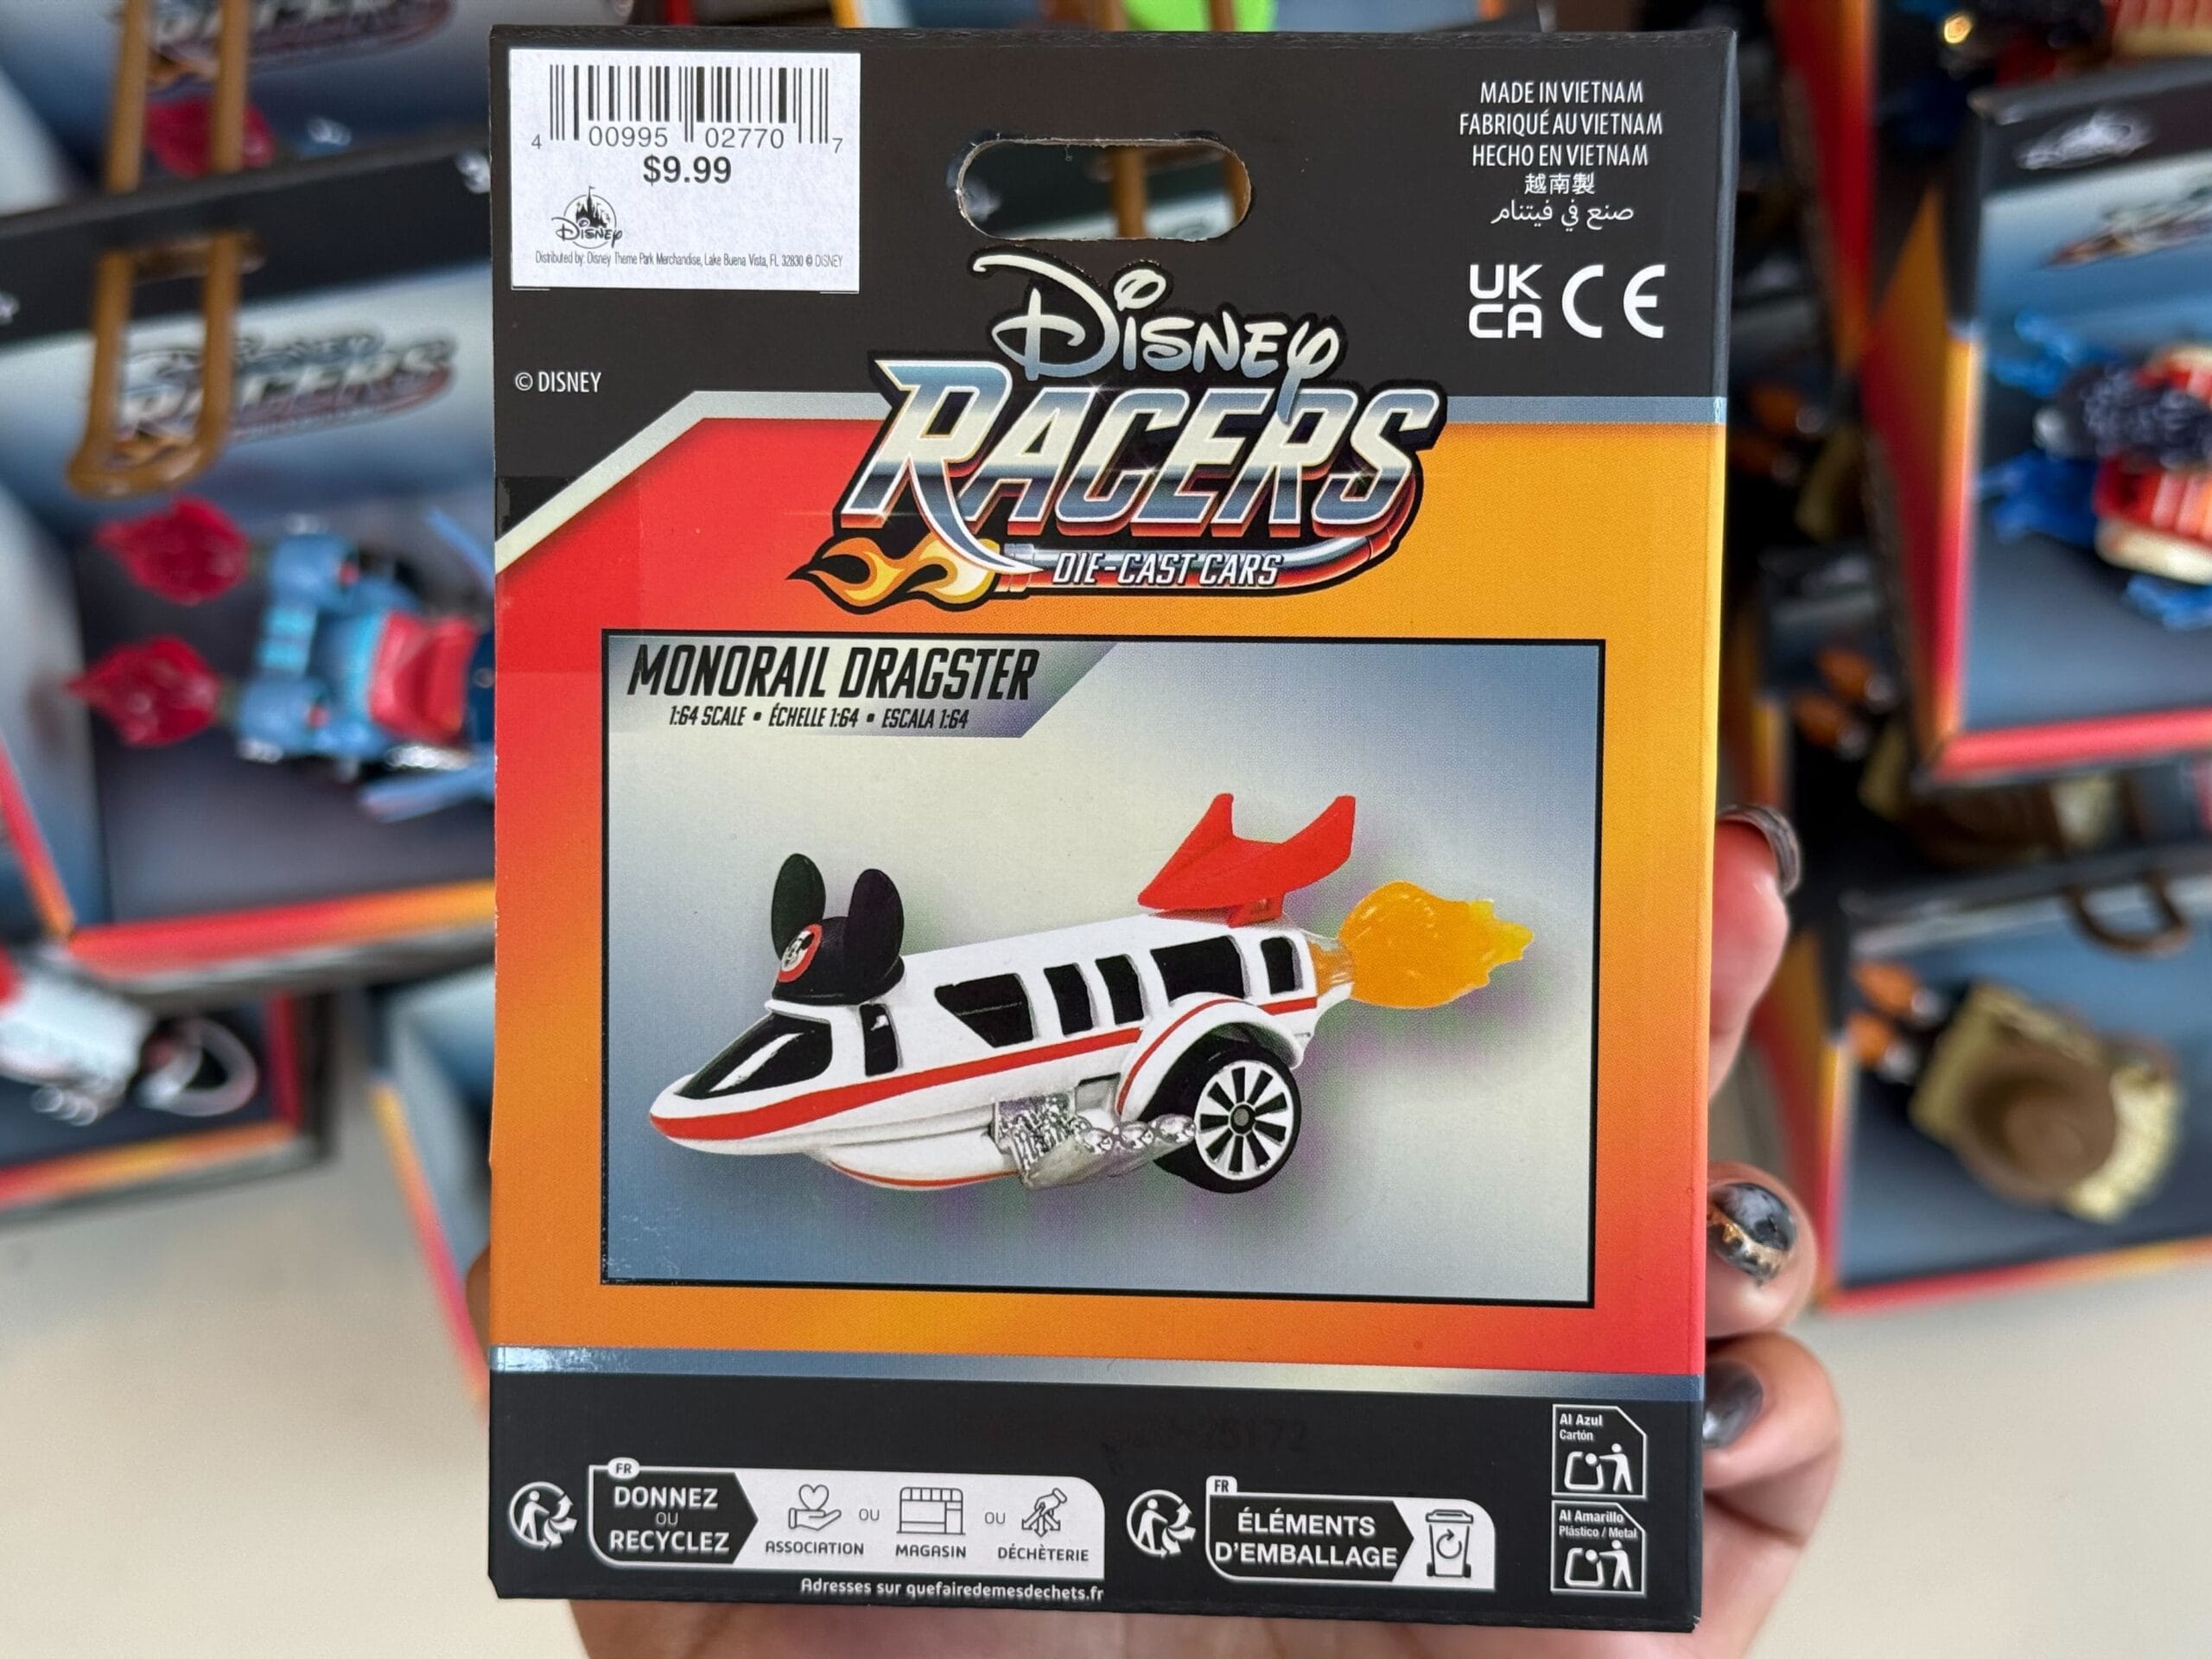 4 00995 02770 7
$9.99
Disney
Distributed by: Disney Theme Park Merchandise, Lake Buena Vista, FL 32830 © DISNEY
MADE IN VIETNAM
FABRIQUÉ AU VIETNAM
HECHO EN VIETNAM
越南製
صنع في فيتنام
UK
CA CE
© DISNEY
Disney
RACERS
DIE-CAST CARS
MONORAIL DRAGSTER
1:64 SCALE • ÉCHELLE 1:64 • ESCALA 1:64
FR
DONNEZ
OU
RECYCLEZ
OU
OU
ASSOCIATION
MAGASIN
DÉCHÈTERIE
Adresses sur quefairedemesdechets.fr
FR
ÉLÉMENTS
D'EMBALLAGE
Al Azul
Cartón
Al Amarillo
Plástico / Metal
RACERS